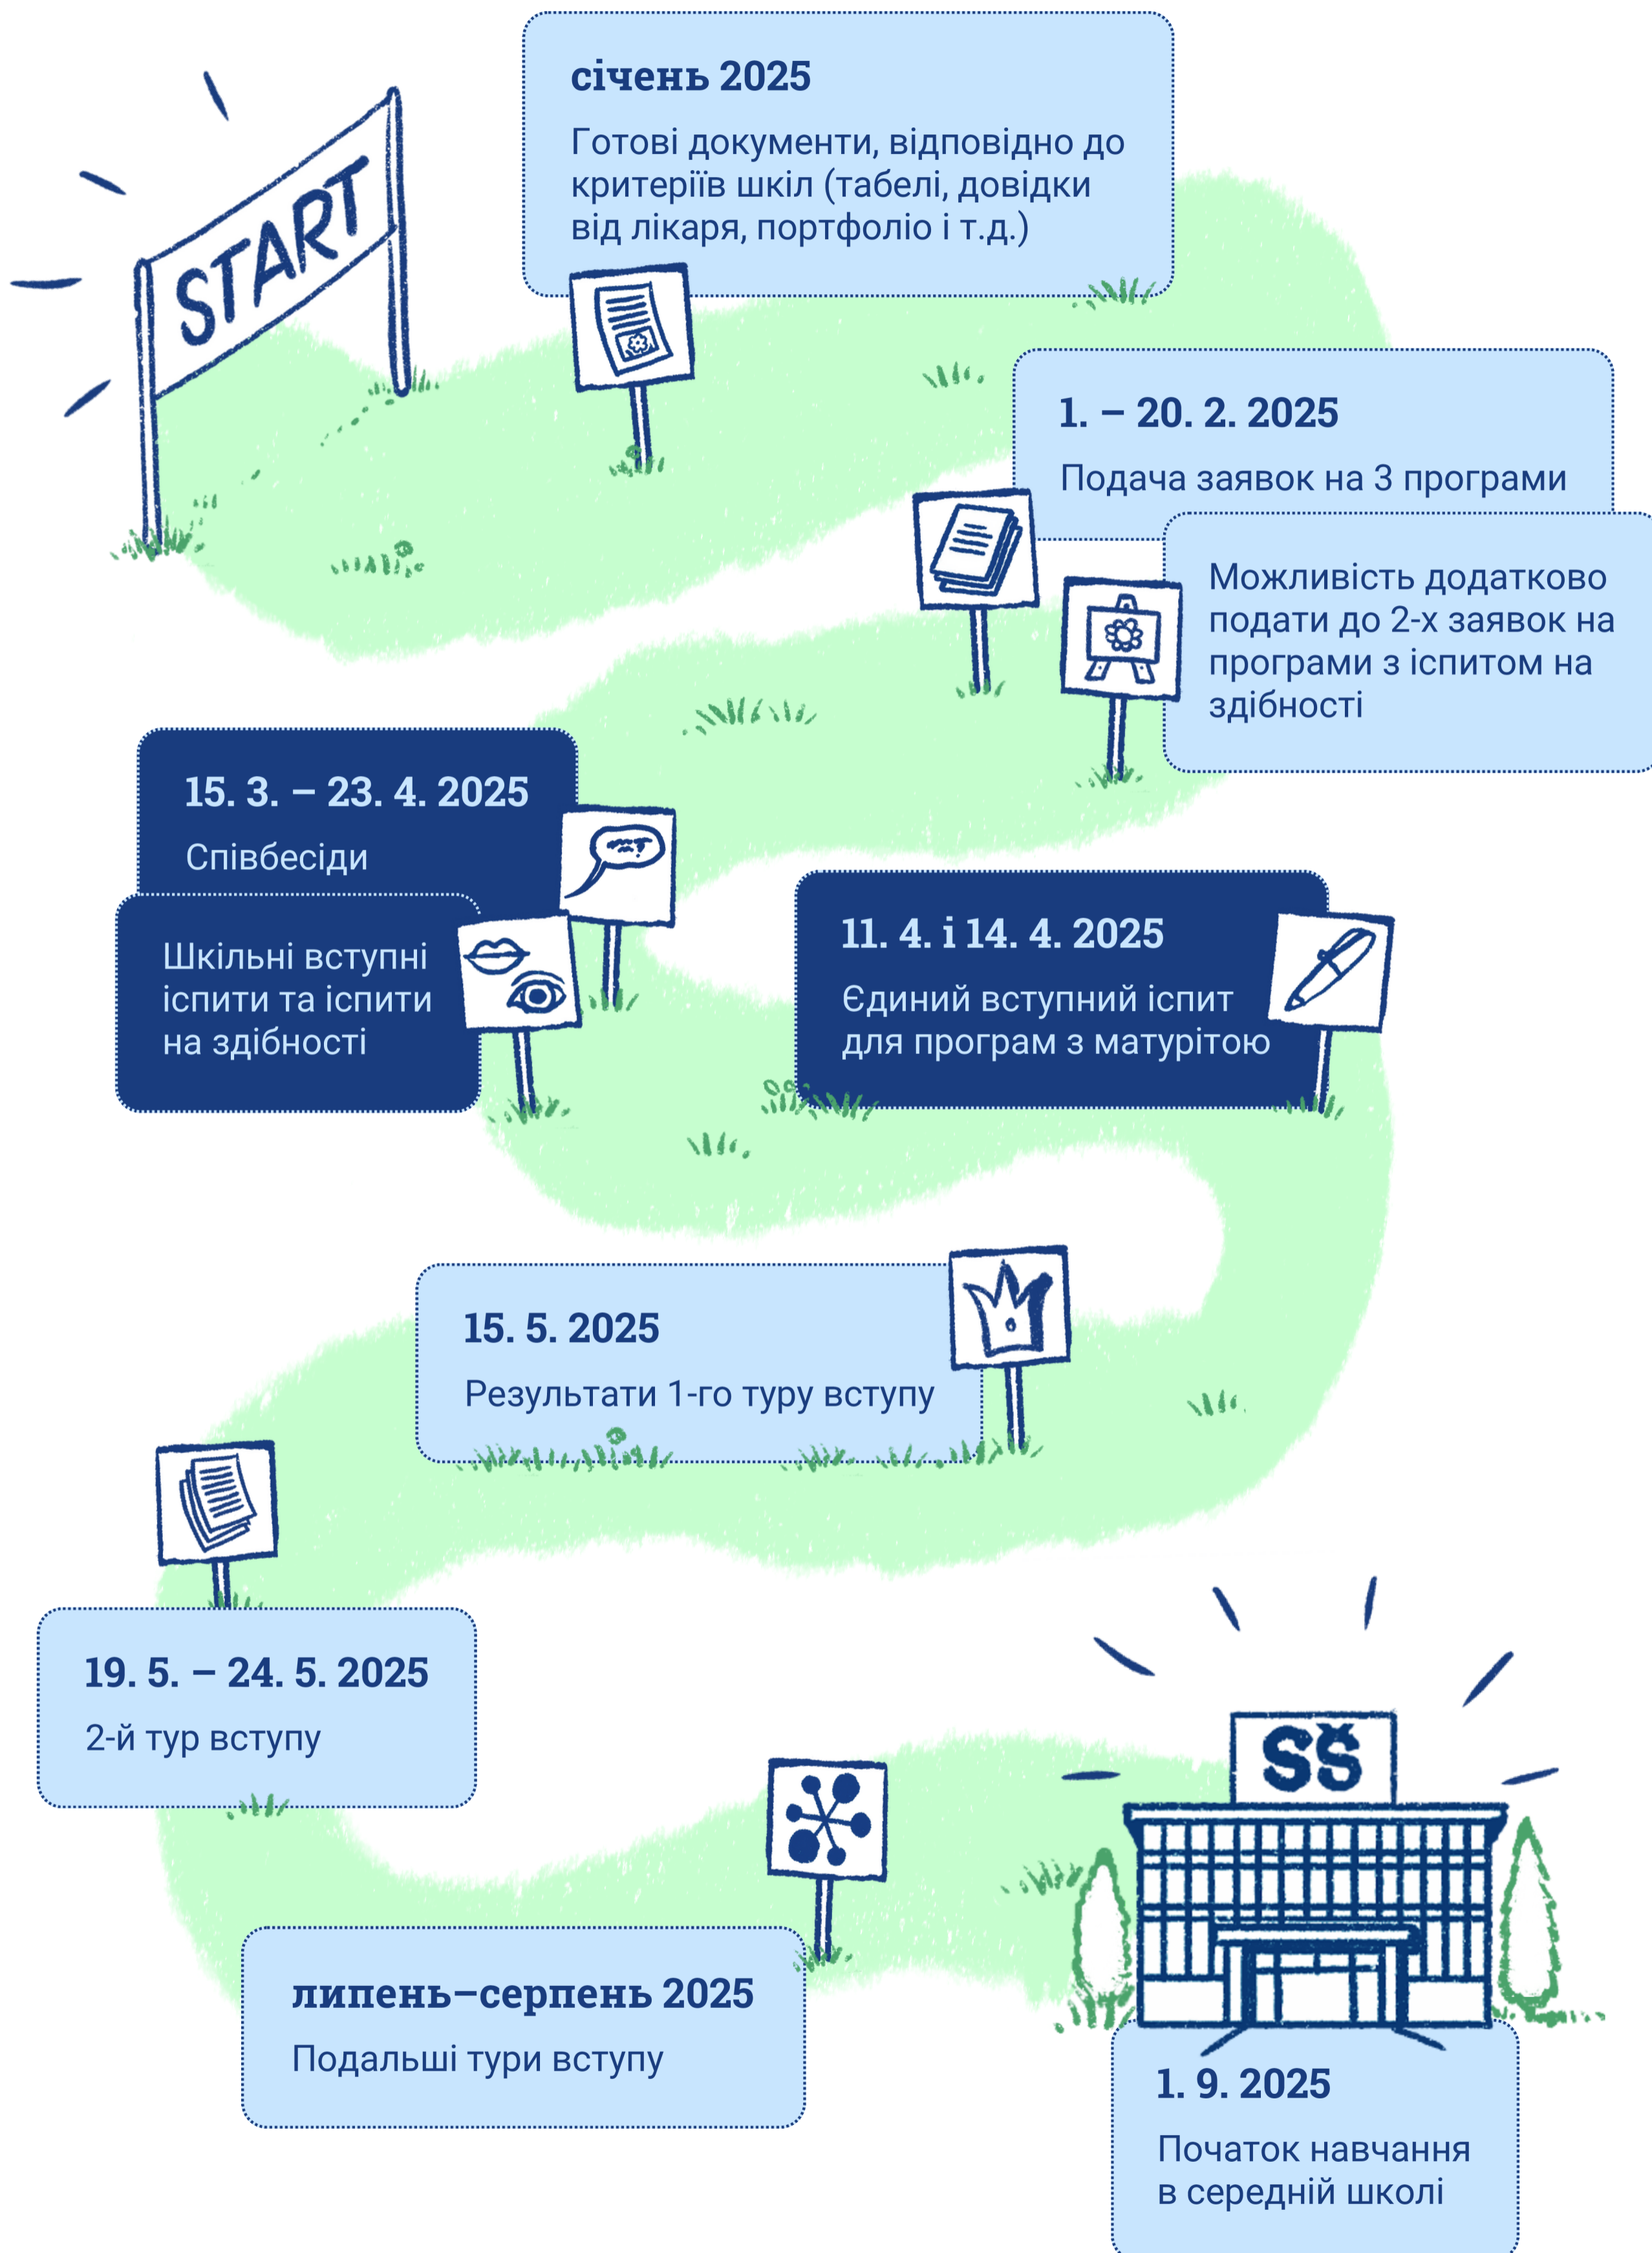 START
січень 2025
Готові документи, відповідно до
критеріїв шкіл (табелі, довідки
від лікаря, портфоліо і т.д.)
1. – 20. 2. 2025
Подача заявок на 3 програми
Можливість додатково
подати до 2-х заявок на
програми з іспитом на
здібності
15. 3. – 23. 4. 2025
Співбесіди
Шкільні вступні
іспити та іспити
на здібності
11. 4. і 14. 4. 2025
Єдиний вступний іспит
для програм з матурітою
15. 5. 2025
Результати 1-го туру вступу
19. 5. – 24. 5. 2025
2-й тур вступу
липень–серпень 2025
Подальші тури вступу
SŠ
1. 9. 2025
Початок навчання
в середній школі